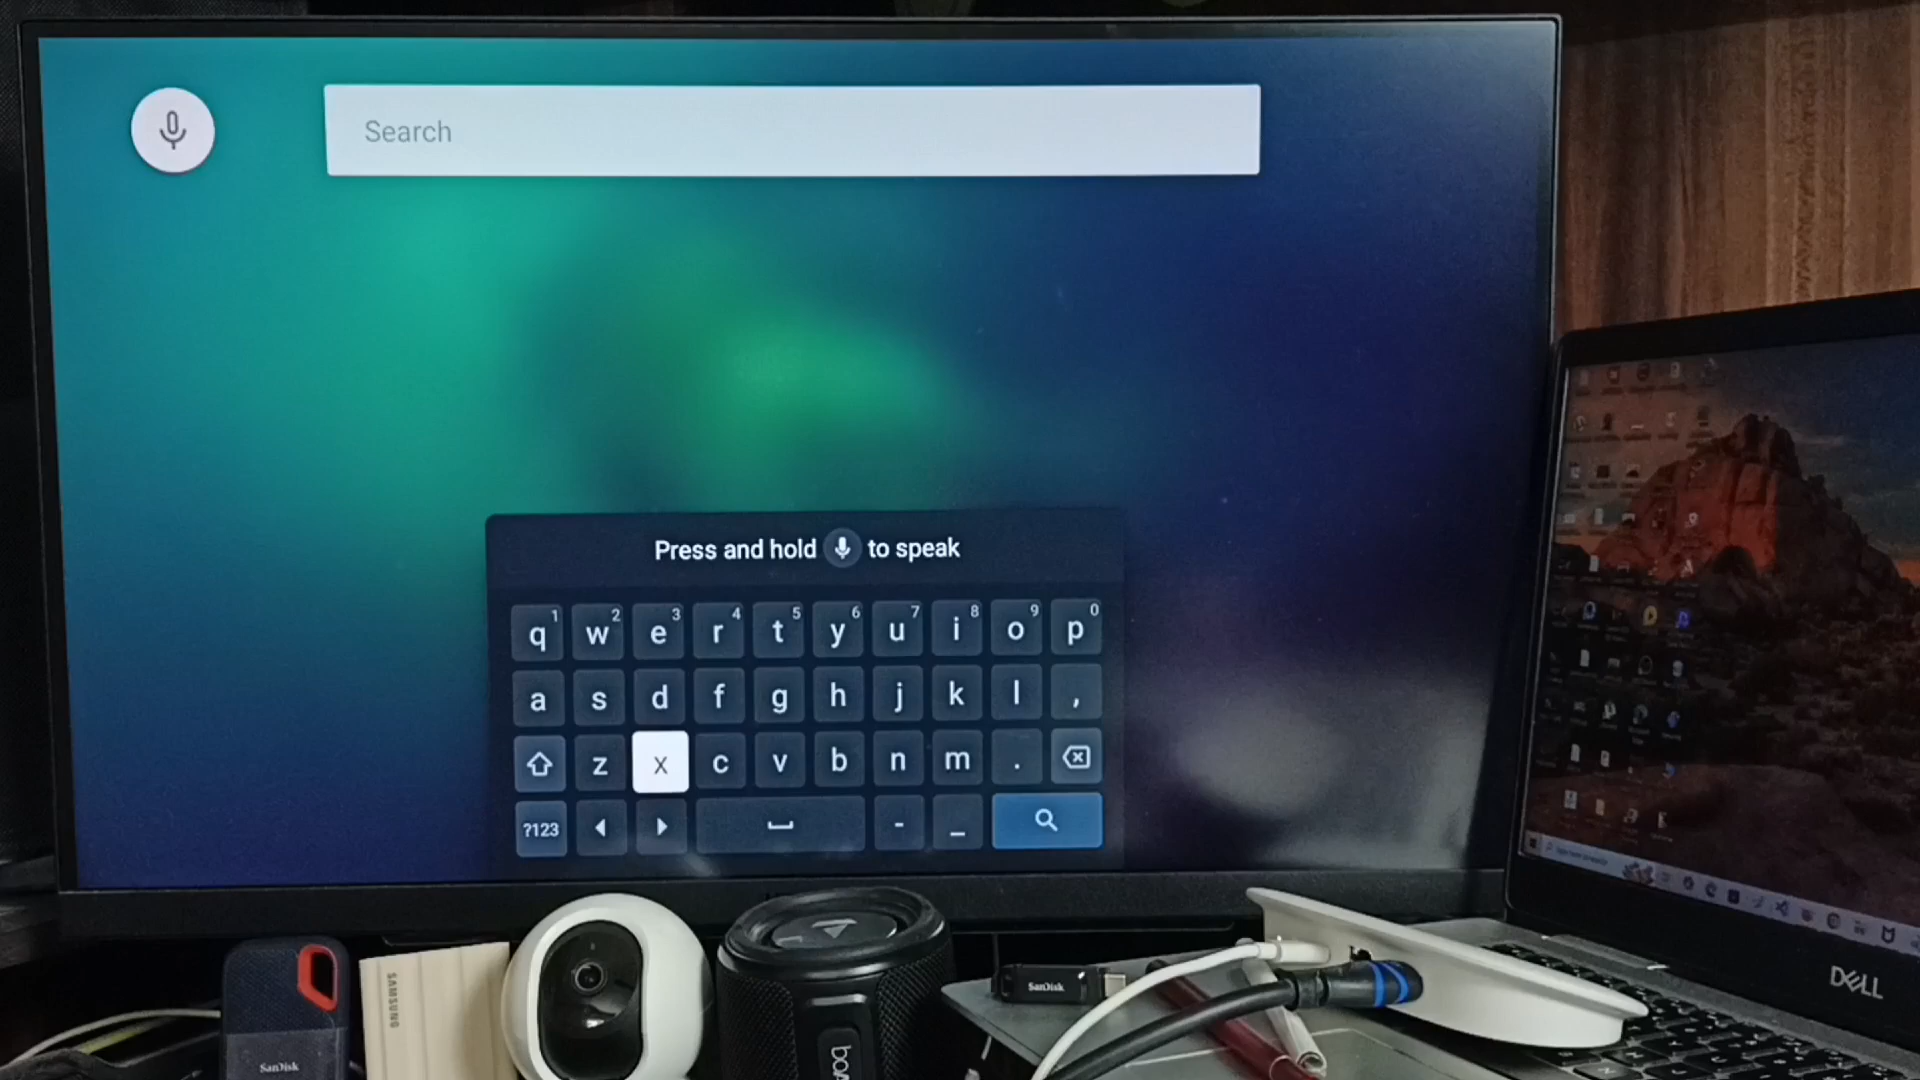 Search
Press and hold to speak
q1 w2 e3 r4 t5 y6 u7 i8 o9 p0
a s d f g h j k l ,
z x c v b n m .
?123 - _
DELL
SAMSUNG
SanDisk
SanDisk
boA